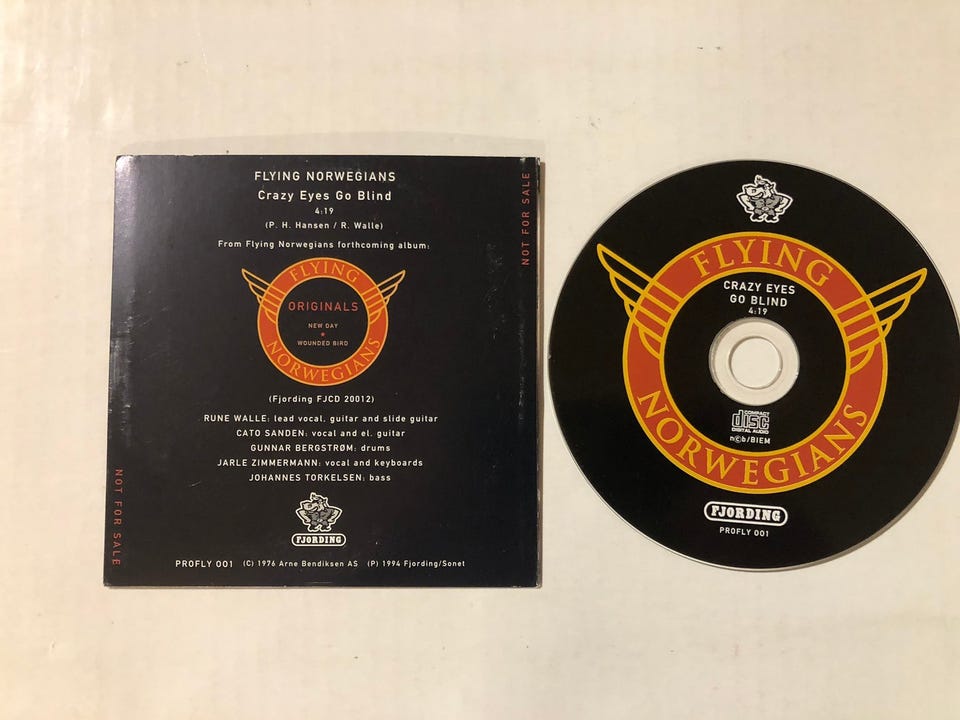 FLYING NORWEGIANS
Crazy Eyes Go Blind
4:19
(P. H. Hansen / R. Walle)
From Flying Norwegians forthcoming album:
FLYING
ORIGINALS
NEW DAY
★
WOUNDED BIRD
NORWEGIANS
(Fjording FJCD 20012)
RUNE WALLE: lead vocal, guitar and slide guitar
CATO SANDEN: vocal and el. guitar
GUNNAR BERGSTRØM: drums
JARLE ZIMMERMANN: vocal and keyboards
JOHANNES TORKELSEN: bass
FJORDING
PROFLY 001 (C) 1976 Arne Bendiksen AS (P) 1994 Fjording/Sonet
NOT FOR SALE
NOT FOR SALE
FLYING
CRAZY EYES
GO BLIND
4:19
COMPACT
disc
DIGITAL AUDIO
n©b/BIEM
NORWEGIANS
FJORDING
PROFLY 001